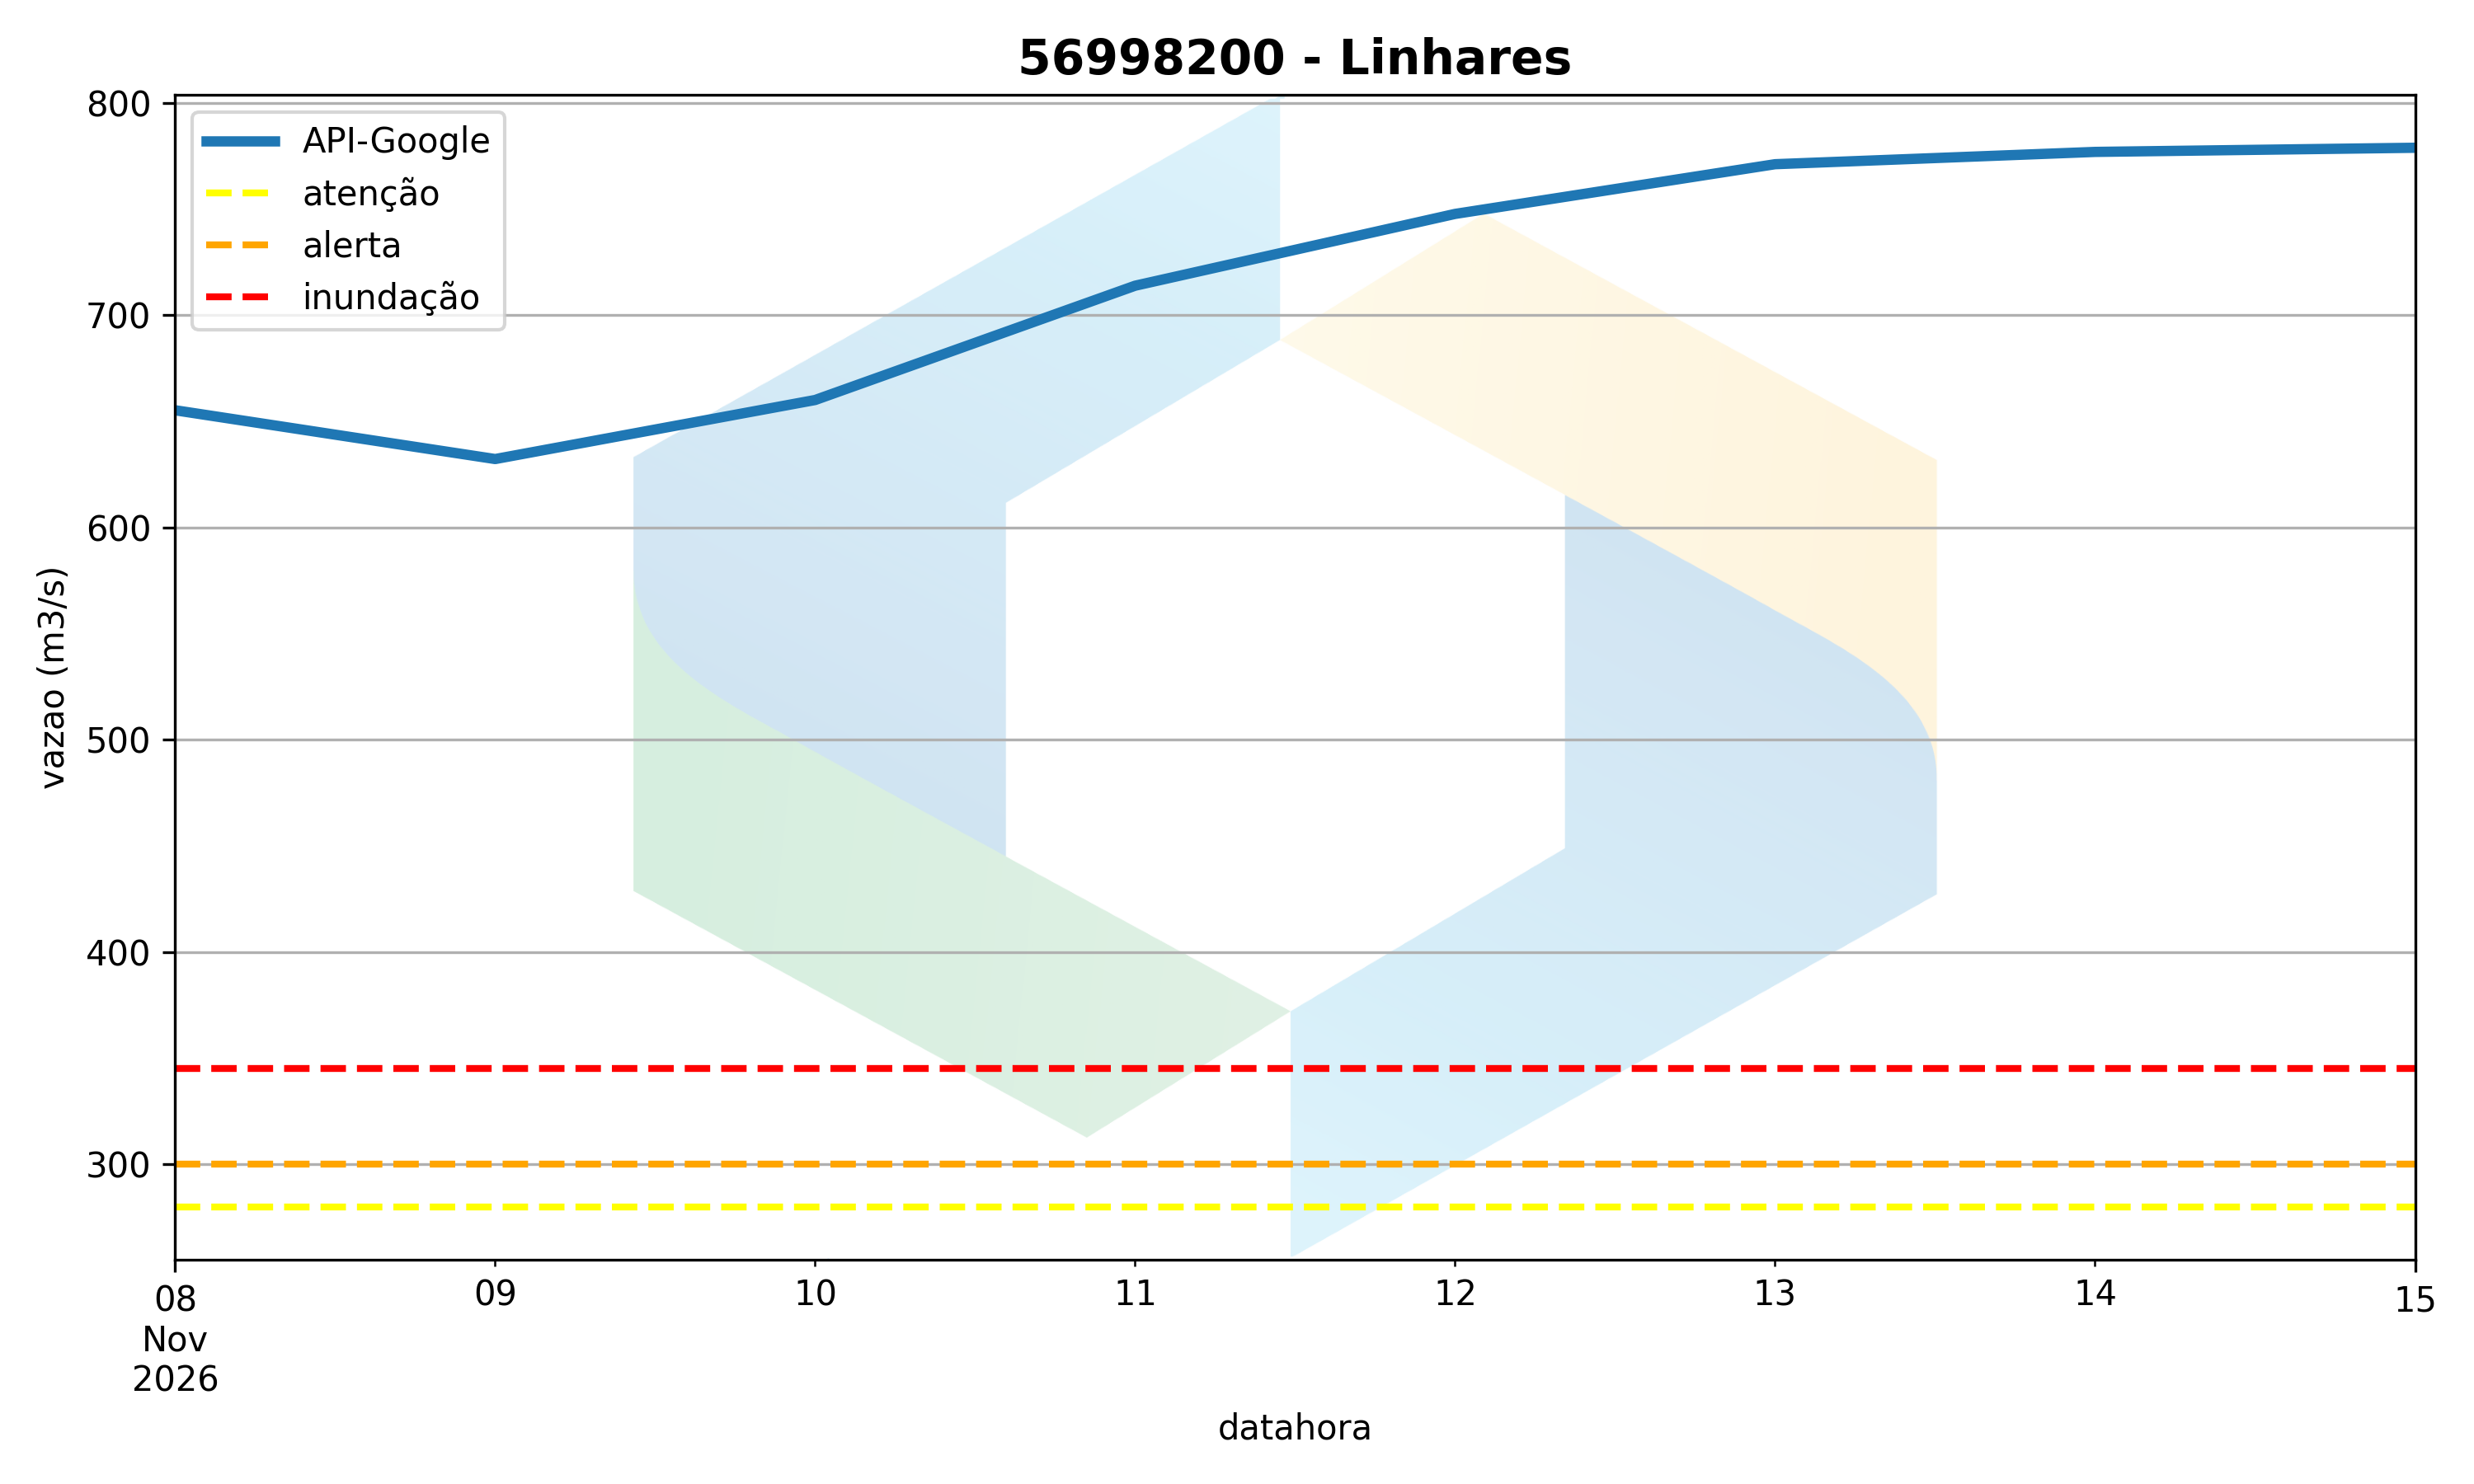 56998200 - Linhares
800
700
600
500
400
300
vazao (m3/s)
API-Google
atenção
alerta
inundação
08 09 10 11 12 13 14 15
Nov
2026
datahora